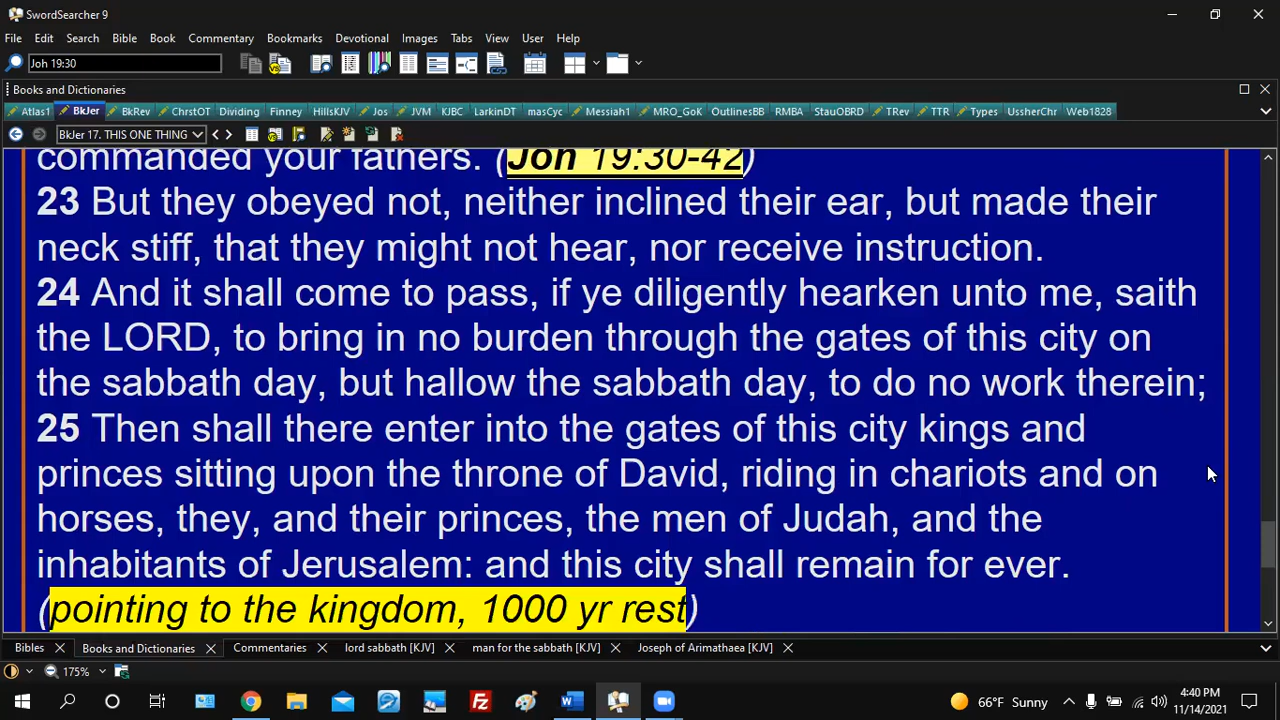 SwordSearcher 9
File Edit Search Bible Book Commentary Bookmarks Devotional Images Tabs View User Help
Joh 19:30
Books and Dictionaries
Atlas1 BkJer BkRev ChrstOT Dividing Finney HillsKJV Jos JVM KJBC LarkinDT masCyc Messiah1 MRO_GoK OutlinesBB RMBA StauOBRD TRev TTR Types UssherChr Web1828
BkJer 17. THIS ONE THING
commanded your fathers. (Joh 19:30-42)
23 But they obeyed not, neither inclined their ear, but made their
neck stiff, that they might not hear, nor receive instruction.
24 And it shall come to pass, if ye diligently hearken unto me, saith
the LORD, to bring in no burden through the gates of this city on
the sabbath day, but hallow the sabbath day, to do no work therein;
25 Then shall there enter into the gates of this city kings and
princes sitting upon the throne of David, riding in chariots and on
horses, they, and their princes, the men of Judah, and the
inhabitants of Jerusalem: and this city shall remain for ever.
(pointing to the kingdom, 1000 yr rest)
Bibles Books and Dictionaries Commentaries lord sabbath [KJV] man for the sabbath [KJV] Joseph of Arimathaea [KJV]
175%
66°F Sunny 4:40 PM
11/14/2021